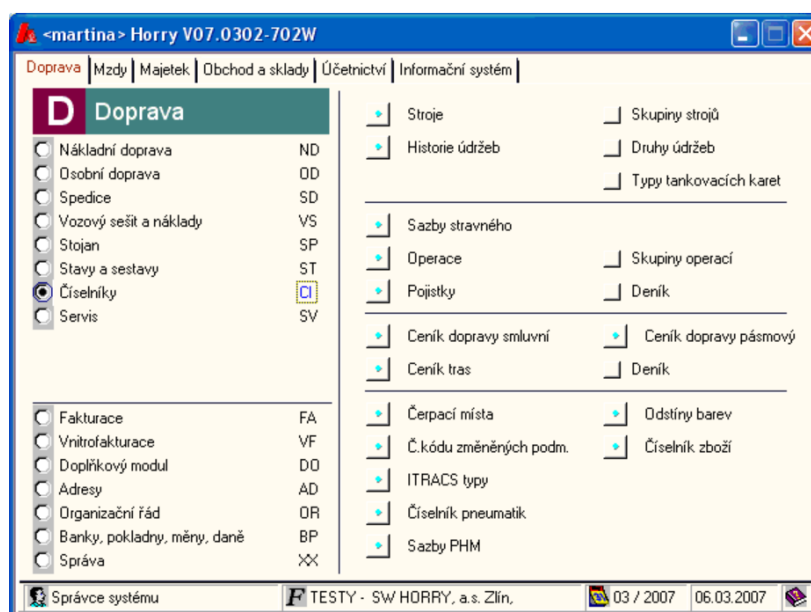 <martina> Horry V07.0302-702W
Doprava Mzdy Majetek Obchod a sklady Účetnictví Informační systém
D Doprava
Nákladní doprava ND
Osobní doprava OD
Spedice SD
Vozový sešit a náklady VS
Stojan SP
Stavy a sestavy ST
Číselníky CI
Servis SV
Fakturace FA
Vnitrofakturace VF
Doplňkový modul DO
Adresy AD
Organizační řád OR
Banky, pokladny, měny, daně BP
Správa XX
Stroje Skupiny strojů
Historie údržeb Druhy údržeb
Typy tankovacích karet
Sazby stravného
Operace Skupiny operací
Pojistky Deník
Ceník dopravy smluvní Ceník dopravy pásmový
Ceník tras Deník
Čerpací místa Odstíny barev
Č.kódu změněných podm. Číselník zboží
ITRACS typy
Číselník pneumatik
Sazby PHM
Správce systému F TESTY - SW HORRY, a.s. Zlín, 03 / 2007 06.03.2007